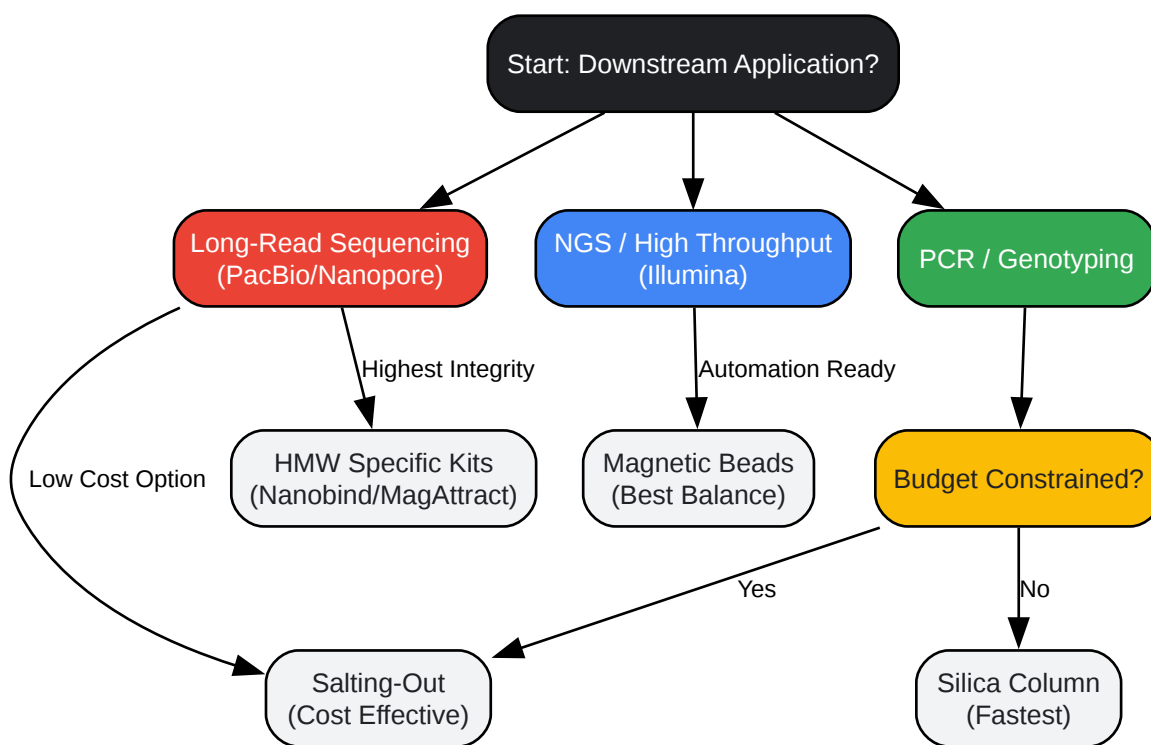 Start: Downstream Application?
Long-Read Sequencing
(PacBio/Nanopore)
NGS / High Throughput
(Illumina)
PCR / Genotyping
Highest Integrity
Automation Ready
Low Cost Option
HMW Specific Kits
(Nanobind/MagAttract)
Magnetic Beads
(Best Balance)
Budget Constrained?
Yes
No
Salting-Out
(Cost Effective)
Silica Column
(Fastest)